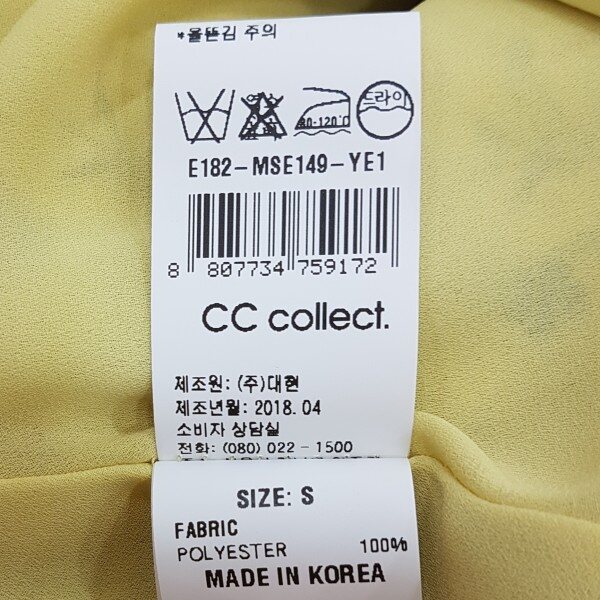 *올뜯김 주의
드라이
80-120℃
E182-MSE149-YE1
8 807734 759172
CC collect.
제조원: (주)대현
제조년월: 2018.04
소비자 상담실
전화: (080) 022-1500
SIZE: S
FABRIC
POLYESTER 100%
MADE IN KOREA